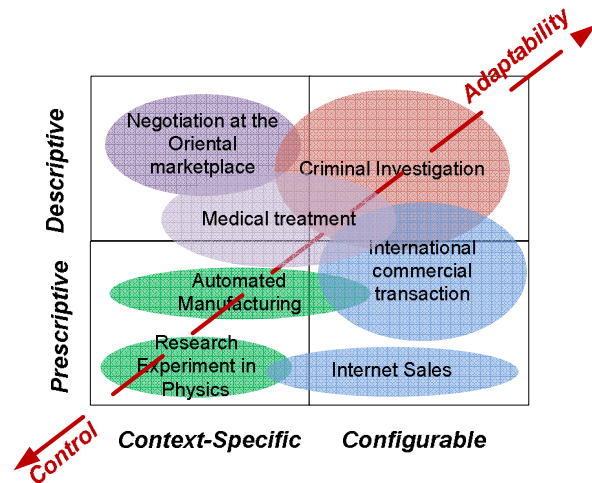 Adaptability
Descriptive
Negotiation at the
Oriental
marketplace
Criminal Investigation
Medical treatment
International
commercial
transaction
Prescriptive
Automated
Manufacturing
Research
Experiment in
Physics
Internet Sales
Control
Context-Specific
Configurable